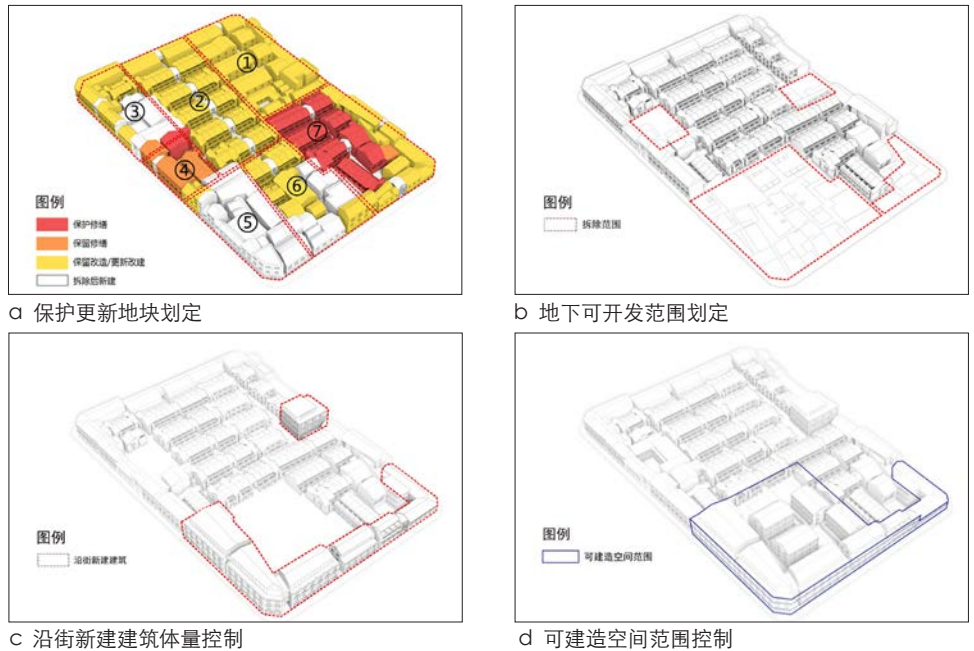 ①
②
③
⑦
④
⑥
⑤
图例
保护修缮
保留修缮
保留改造/更新改建
拆除后新建
图例
拆除范围
a 保护更新地块划定
b 地下可开发范围划定
图例
沿街新建建筑
图例
可建造空间范围
c 沿街新建建筑体量控制
d 可建造空间范围控制